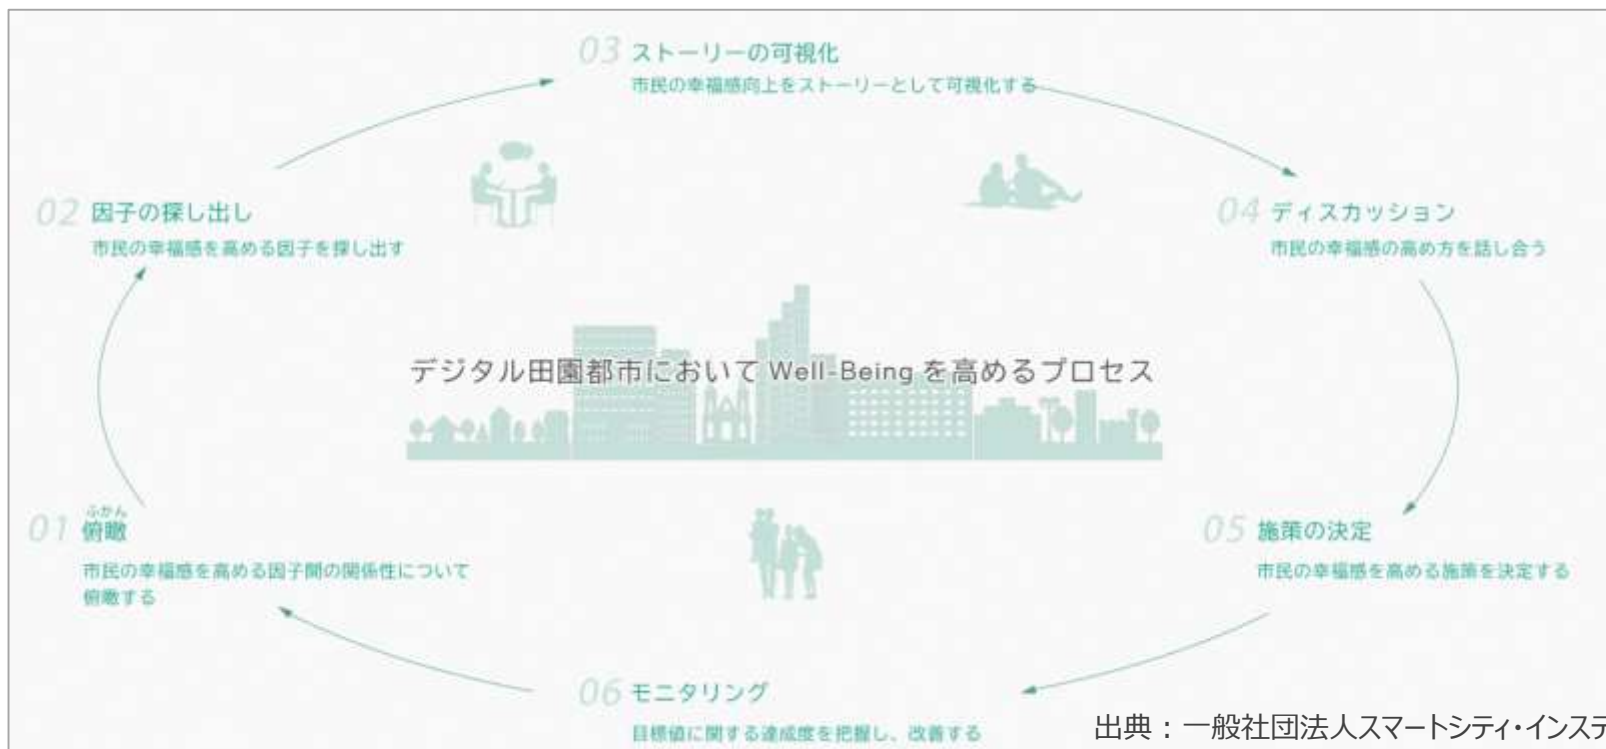 03 ストーリーの可視化
市民の幸福感向上をストーリーとして可視化する
02 因子の探し出し
市民の幸福感を高める因子を探し出す
04 ディスカッション
市民の幸福感の高め方を話し合う
デジタル田園都市において Well-Being を高めるプロセス
ふかん
01 俯瞰
市民の幸福感を高める因子間の関係性について
俯瞰する
05 施策の決定
市民の幸福感を高める施策を決定する
06 モニタリング
目標値に関する達成度を把握し、改善する
出典：一般社団法人スマートシティ・インステ